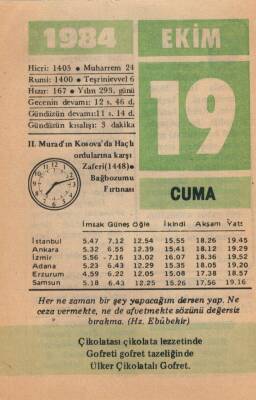 1984 EKİM
Hicri: 1405 ● Muharrem 24
Rumi: 1400 ● Teşrinievvel 6
Hızır: 167 ● Yılın 293. günü
Gecenin devamı: 12 s. 46 d.
Gündüzün devamı: 11 s. 14 d.
Gündüzün kısalışı: 3 dakika
19
II. Murad'ın Kosova'da Haçlı
ordularına karşı
Zaferi(1448) ●
Bağbozumu
Fırtınası
CUMA
İmsak Güneş Öğle İkindi Akşam Yatsı
İstanbul 5.47 7.12 12.54 15.55 18.26 19.45
Ankara 5.32 6.55 12.39 15.41 18.12 19.29
İzmir 5.56 7.16 13.02 16.07 18.36 19.52
Adana 5.23 6.43 12.29 15.35 18.05 19.20
Erzurum 4.59 6.22 12.05 15.08 17.38 18.57
Samsun 5.18 6.43 12.25 15.26 17.56 19.16
Her ne zaman bir şey yapacağım dersen yap. Ne
ceza vermekte, ne de afvetmekte sözünü değersiz
bırakma. (Hz. Ebûbekir)
Çikolatası çikolata lezzetinde
Gofreti gofret tazeliğinde
Ülker Çikolatalı Gofret.